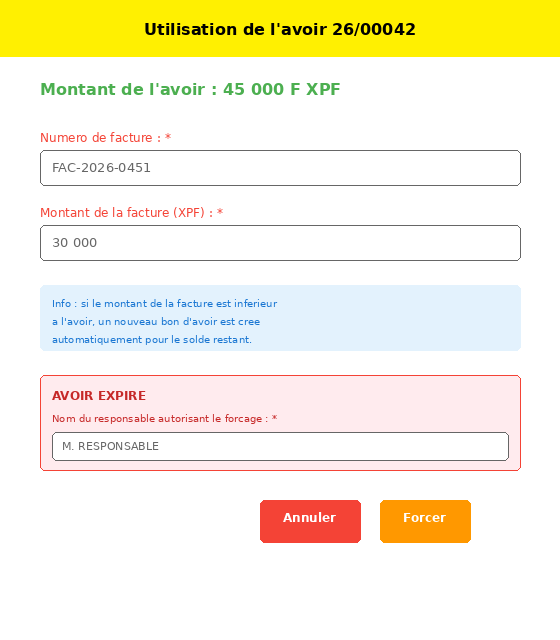 Utilisation de l'avoir 26/00042
Montant de l'avoir : 45 000 F XPF
Numero de facture : *
FAC-2026-0451
Montant de la facture (XPF) : *
30 000
Info : si le montant de la facture est inferieur
a l'avoir, un nouveau bon d'avoir est cree
automatiquement pour le solde restant.
AVOIR EXPIRE
Nom du responsable autorisant le forcage : *
M. RESPONSABLE
Annuler
Forcer